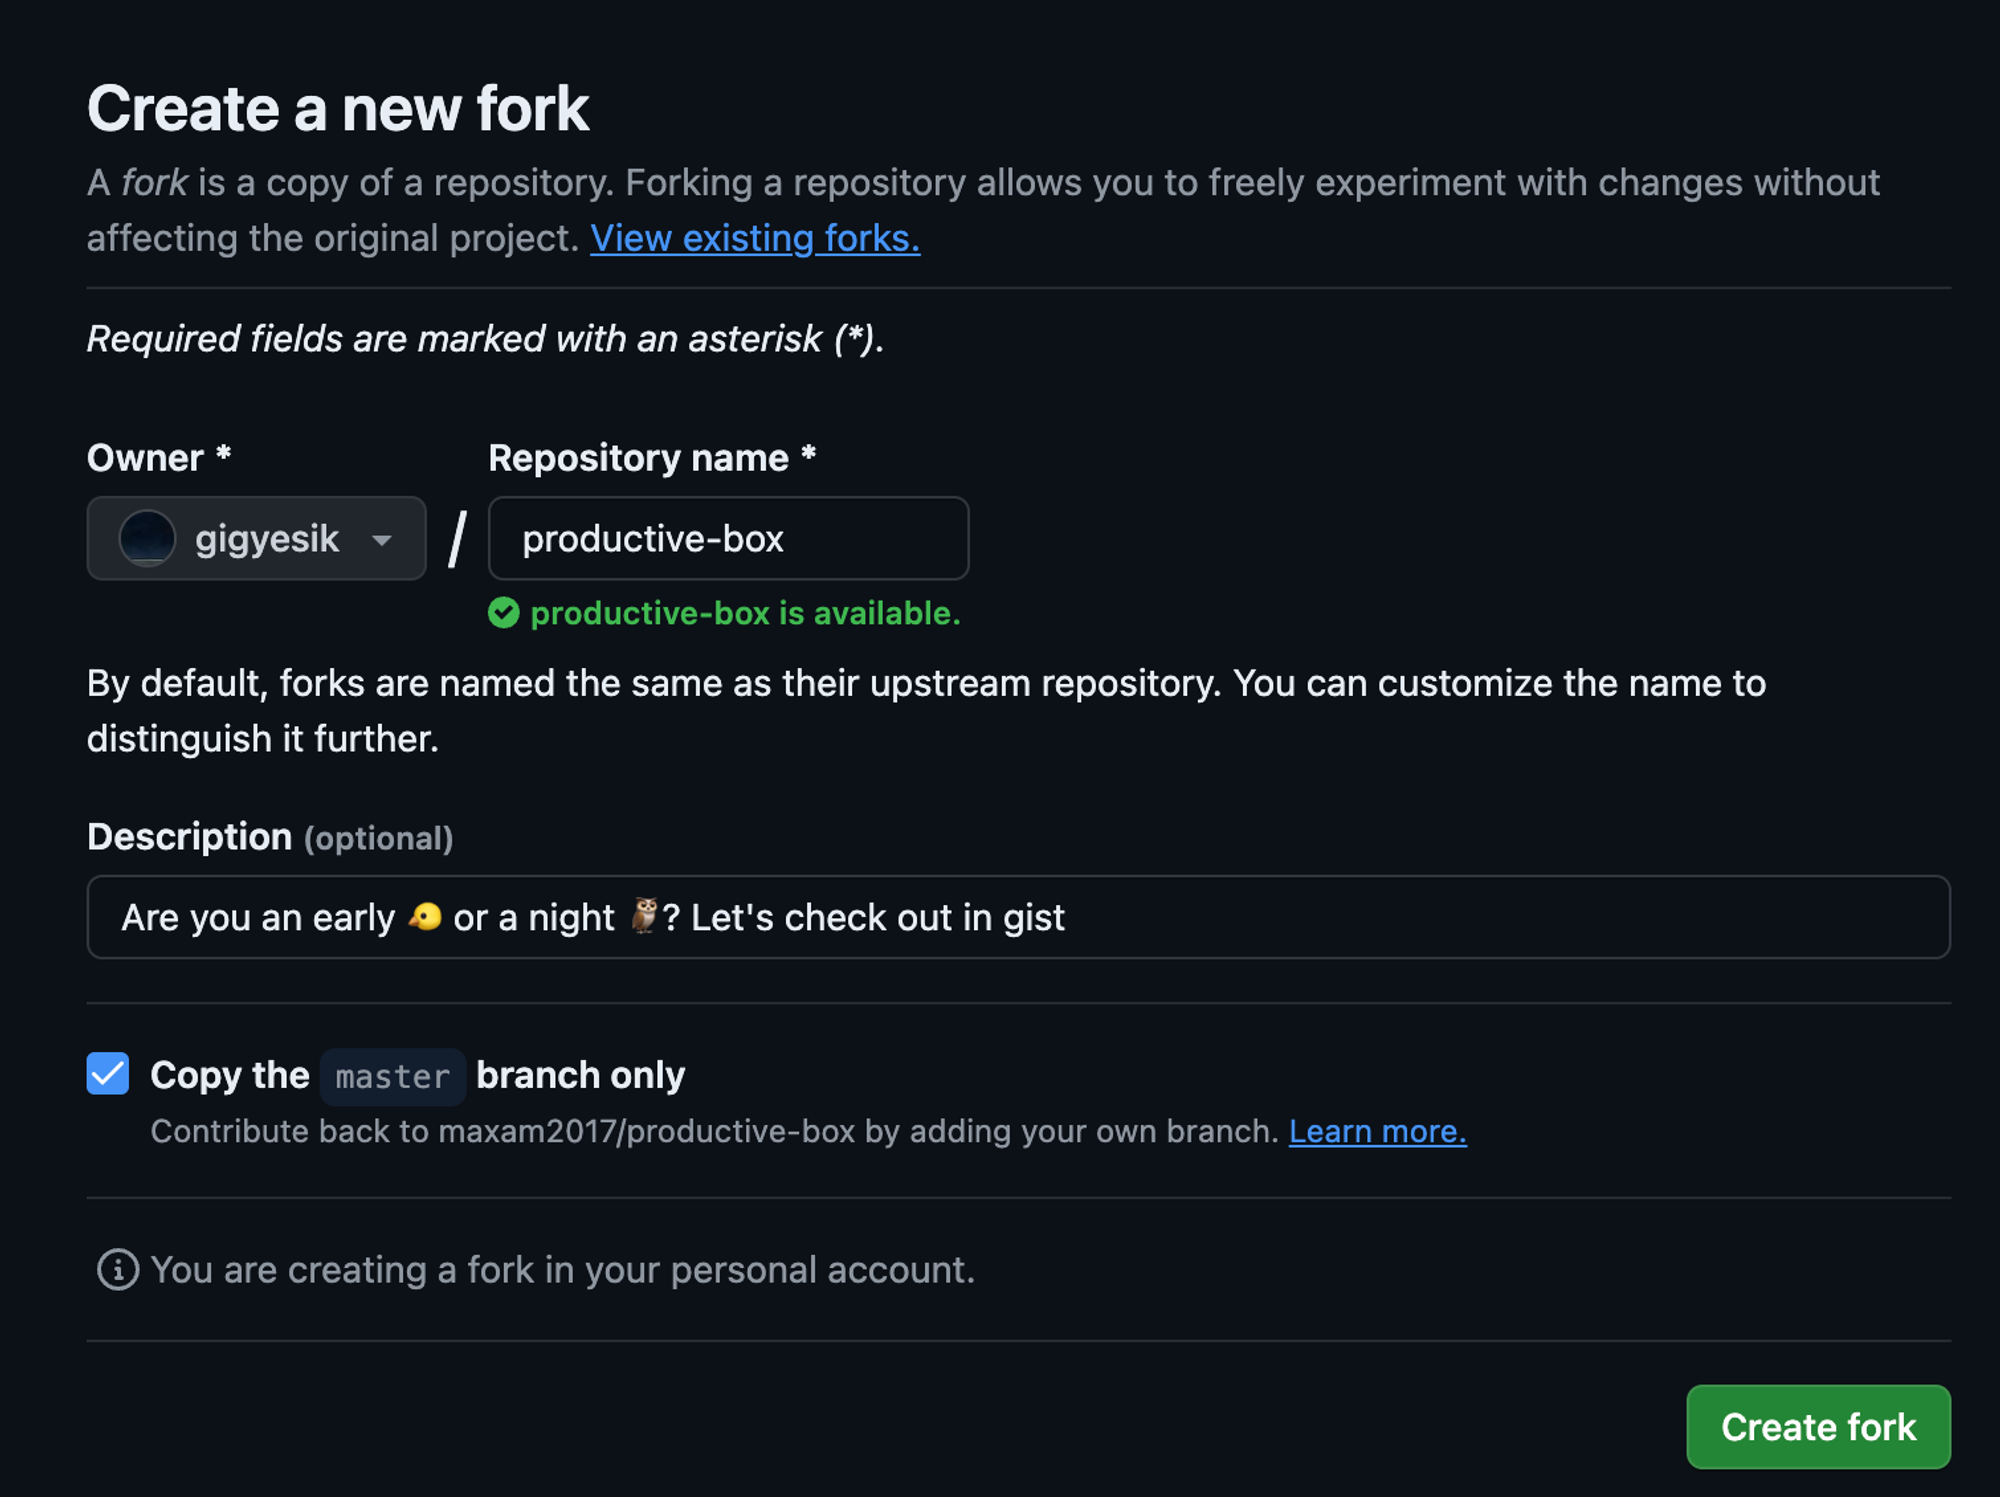 Create a new fork
A fork is a copy of a repository. Forking a repository allows you to freely experiment with changes without
affecting the original project. View existing forks.
Required fields are marked with an asterisk (*).
Owner *
Repository name *
gigyesik
/
productive-box
productive-box is available.
By default, forks are named the same as their upstream repository. You can customize the name to
distinguish it further.
Description (optional)
Are you an early 🐤 or a night 🦉? Let's check out in gist
Copy the master branch only
Contribute back to maxam2017/productive-box by adding your own branch. Learn more.
You are creating a fork in your personal account.
Create fork